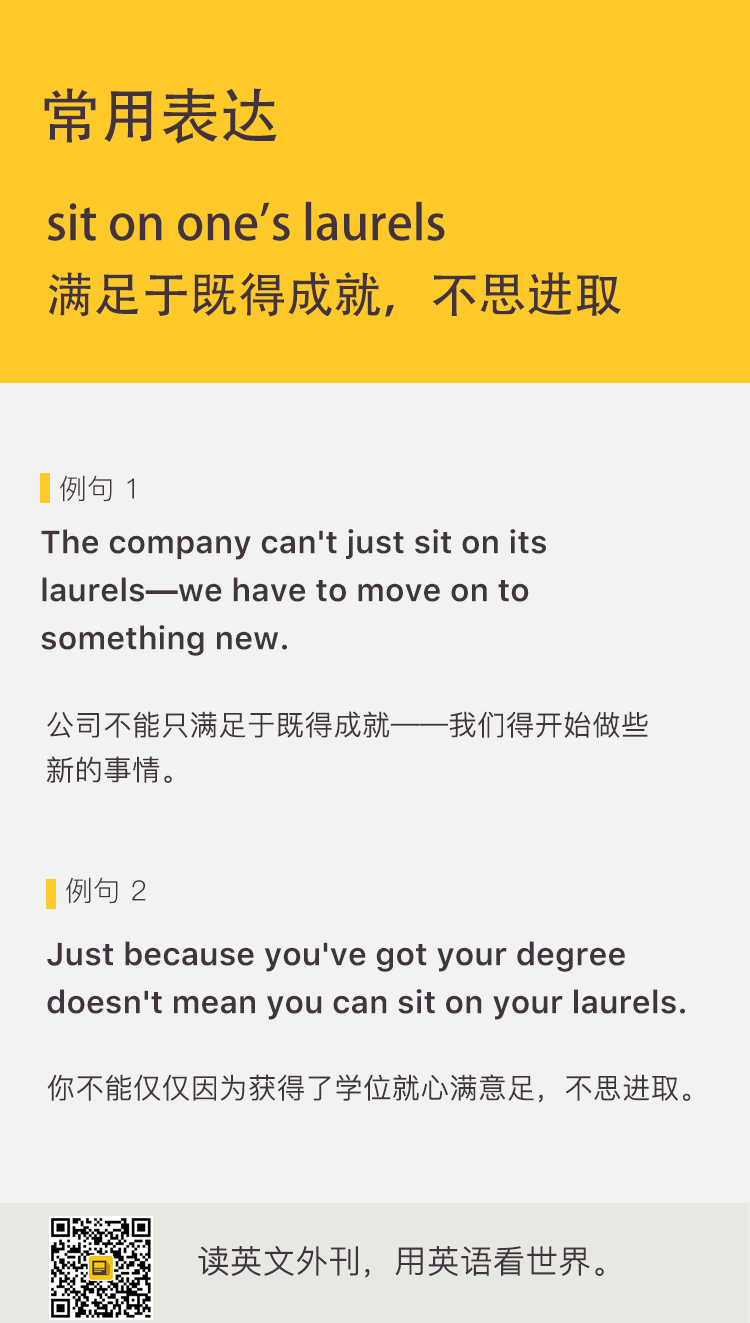 常用表达
sit on one’s laurels
满足于既得成就，不思进取
例句 1
The company can't just sit on its
laurels—we have to move on to
something new.
公司不能只满足于既得成就——我们得开始做些
新的事情。
例句 2
Just because you've got your degree
doesn't mean you can sit on your laurels.
你不能仅仅因为获得了学位就心满意足，不思进取。
读英文外刊，用英语看世界。